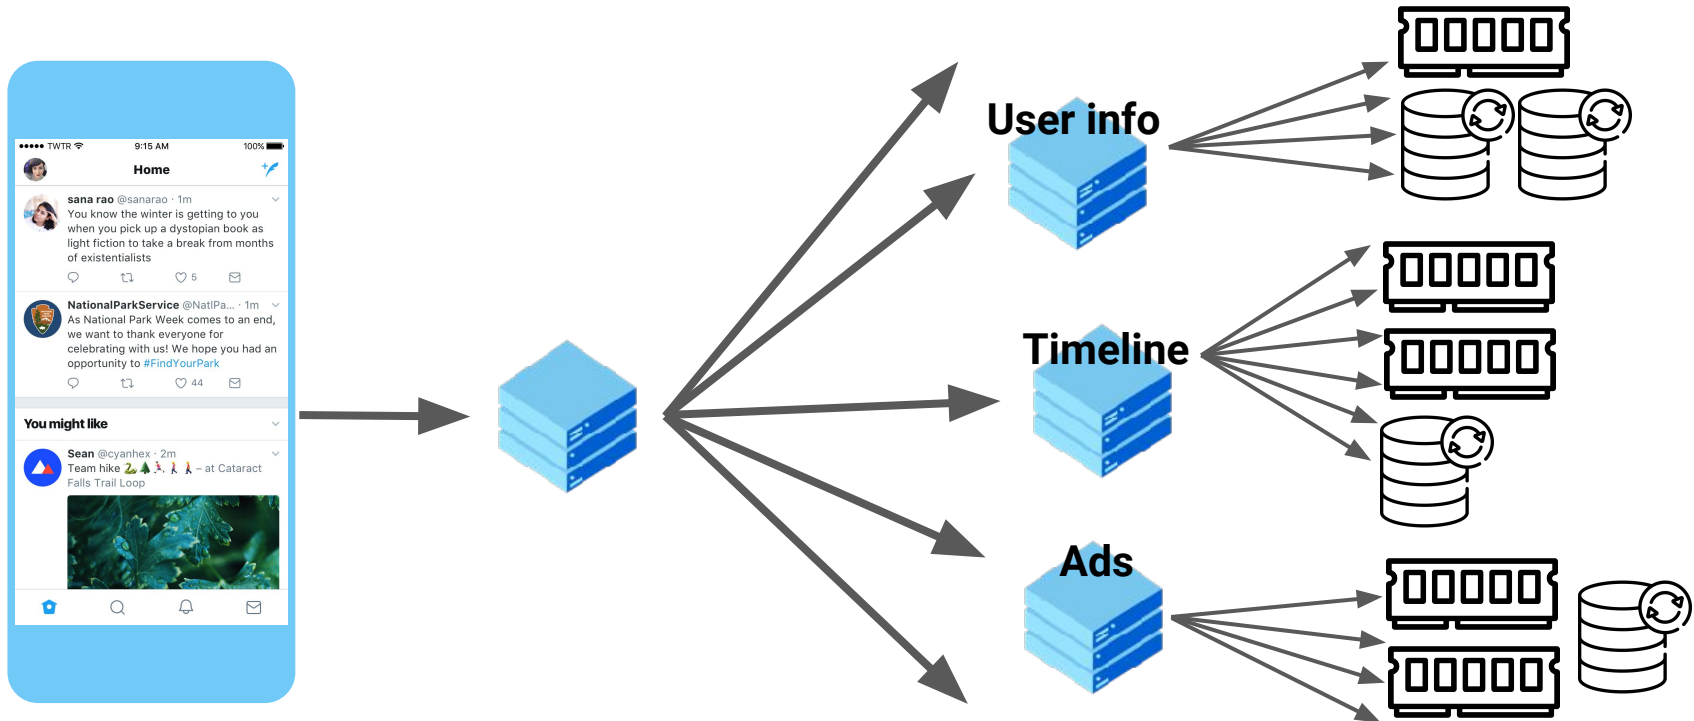 TWTR
9:15 AM
100%
Home
sana rao @sanarao · 1m
You know the winter is getting to you
when you pick up a dystopian book as
light fiction to take a break from months
of existentialists
5
NationalParkService @NatlPa... · 1m
As National Park Week comes to an end,
we want to thank everyone for
celebrating with us! We hope you had an
opportunity to #FindYourPark
44
You might like
Sean @cyanhex · 2m
Team hike – at Cataract
Falls Trail Loop
User info
Timeline
Ads